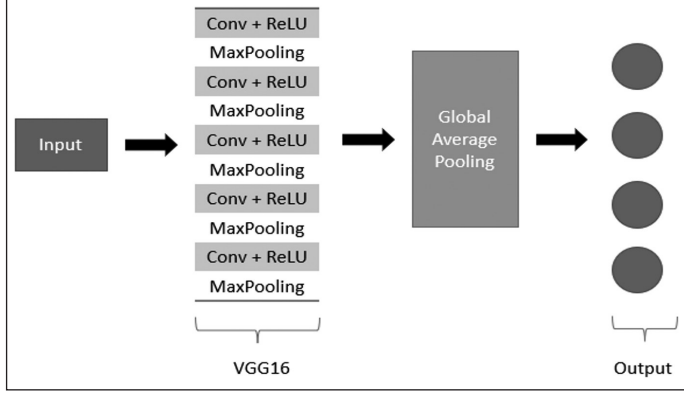 Input
Conv + ReLU
MaxPooling
Conv + ReLU
MaxPooling
Conv + ReLU
MaxPooling
Conv + ReLU
MaxPooling
Conv + ReLU
MaxPooling
VGG16
Global
Average
Pooling
Output